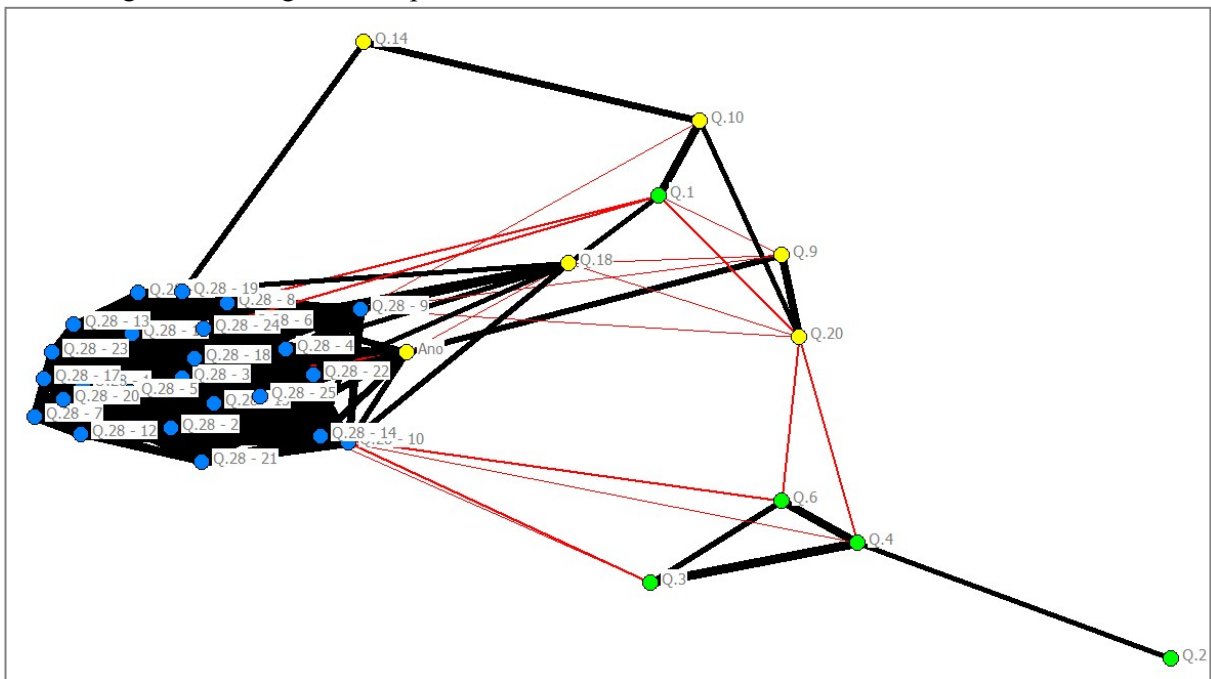 Q.14
Q.10
Q.1
Q.9
Q.18
Q.28 - 19
Q.28 - 8
Q.28 - 9
Q.28 - 13
Q.28 - 24
Q.20
Q.28 - 23
Q.28 - 18
Q.28 - 4
Ano
Q.28 - 17
Q.28 - 3
Q.28 - 22
Q.28 - 20
Q.28 - 5
Q.28 - 25
Q.28 - 7
Q.28 - 12
Q.28 - 2
Q.28 - 14
Q.28 - 10
Q.28 - 21
Q.6
Q.4
Q.3
Q.2